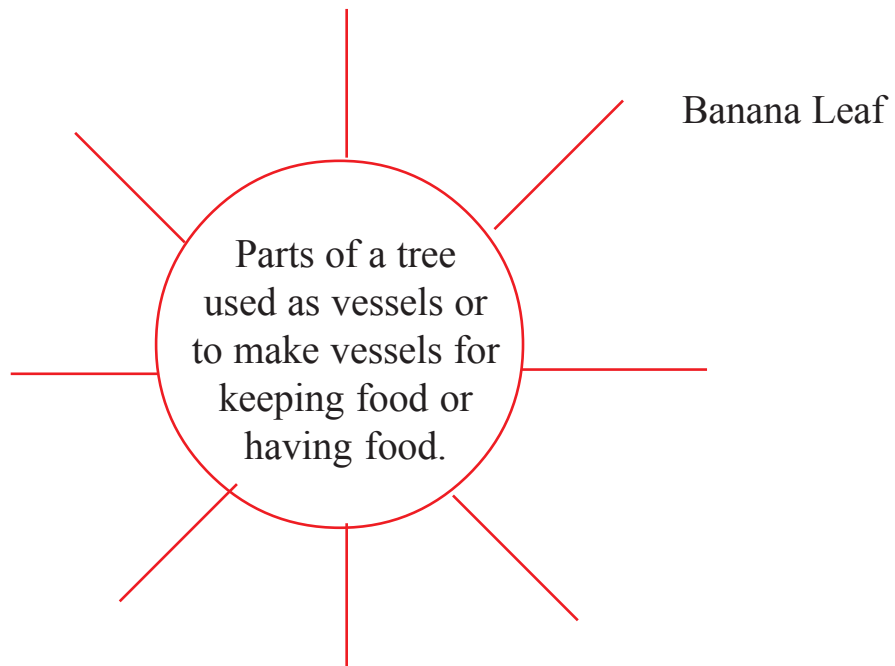 Banana Leaf
Parts of a tree
used as vessels or
to make vessels for
keeping food or
having food.